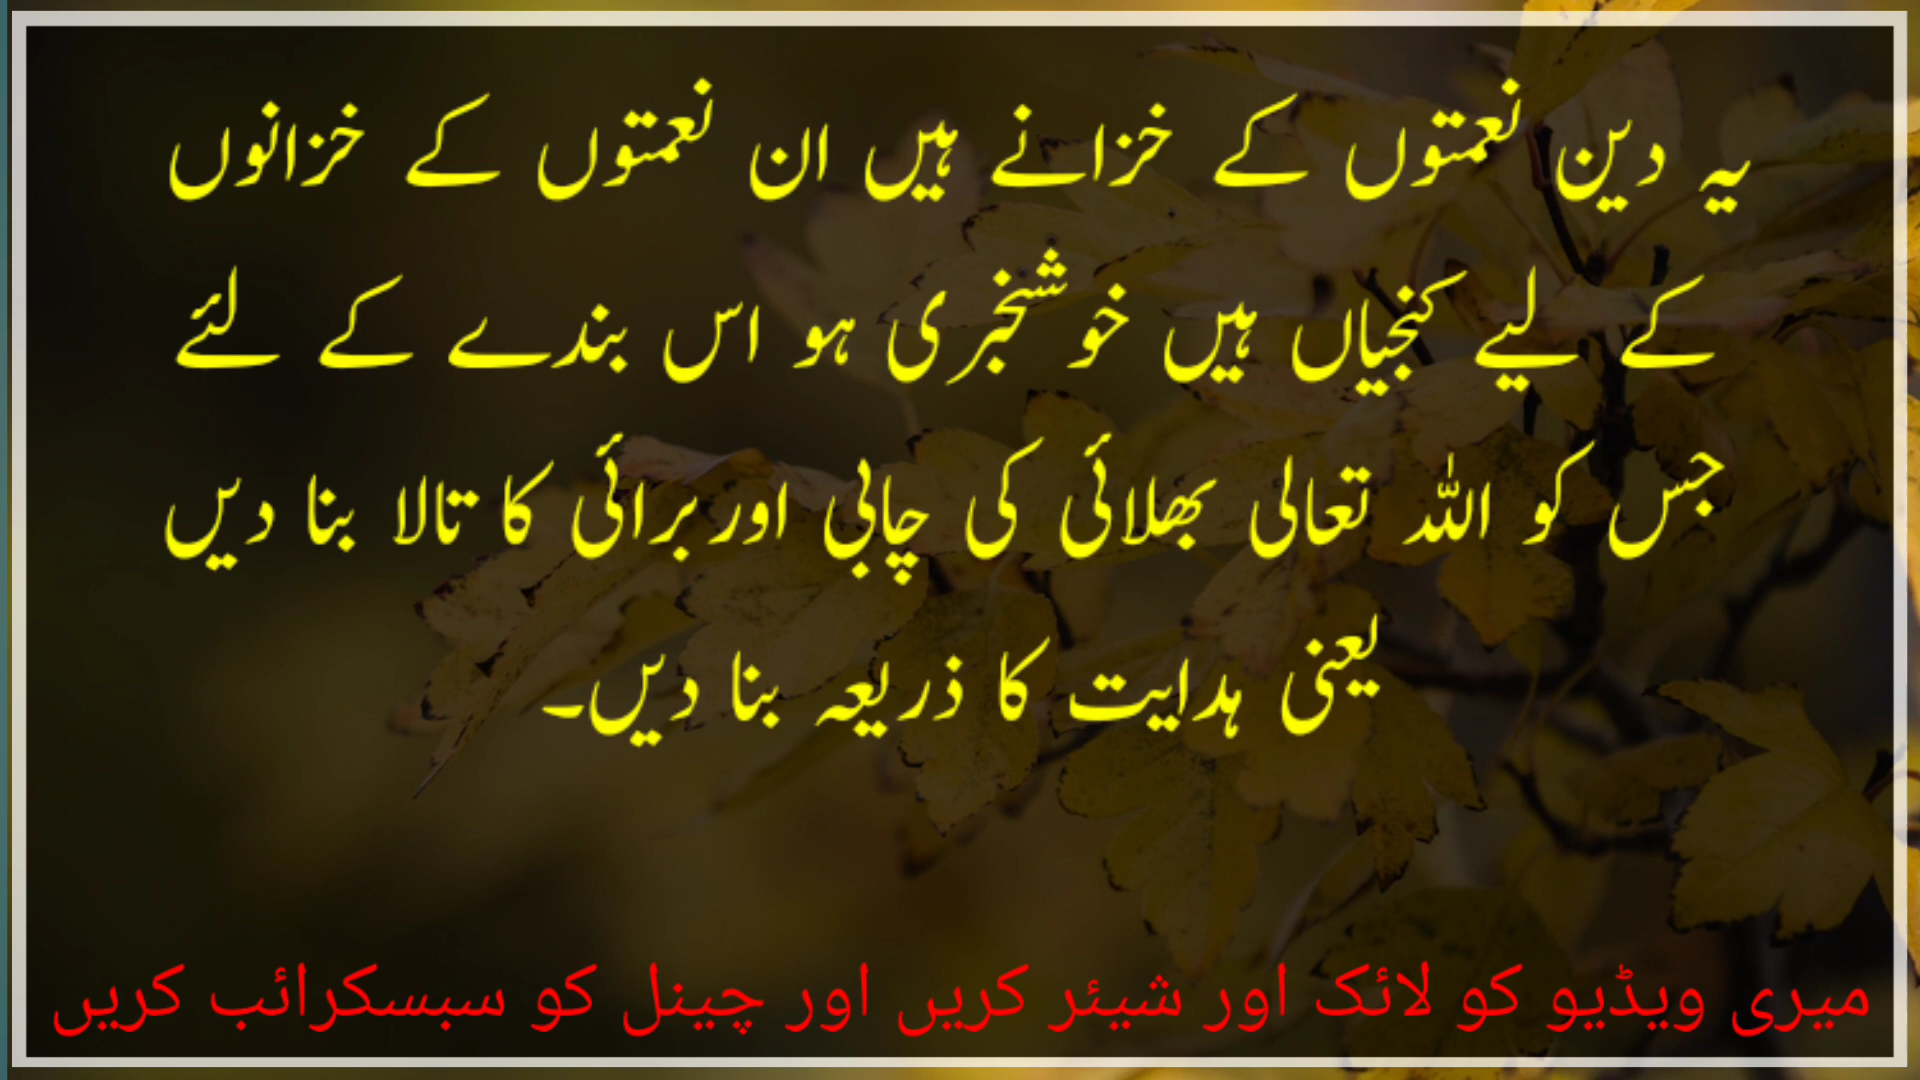 یہ دین نعمتوں کے خزانے ہیں ان نعمتوں کے خزانوں
کے لیے کنجیاں ہیں خوشخبری ہو اس بندے کے لئے
جس کو اللہ تعالی بھلائی کی چابی اور برائی کا تالا بنا دیں
یعنی ہدایت کا ذریعہ بنا دیں۔
میری ویڈیو کو لائک اور شیئر کریں اور چینل کو سبسکرائب کریں